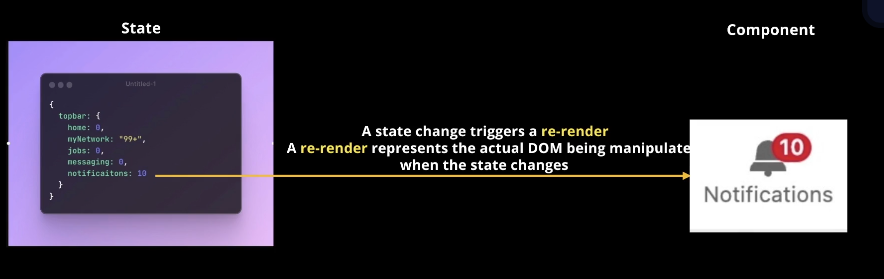 State
Component
Untitled-1
{
topbar: {
home: 0,
myNetwork: "99+",
jobs: 0,
messaging: 0,
notificaitons: 10
}
}
A state change triggers a re-render
A re-render represents the actual DOM being manipulate
when the state changes
10
Notifications